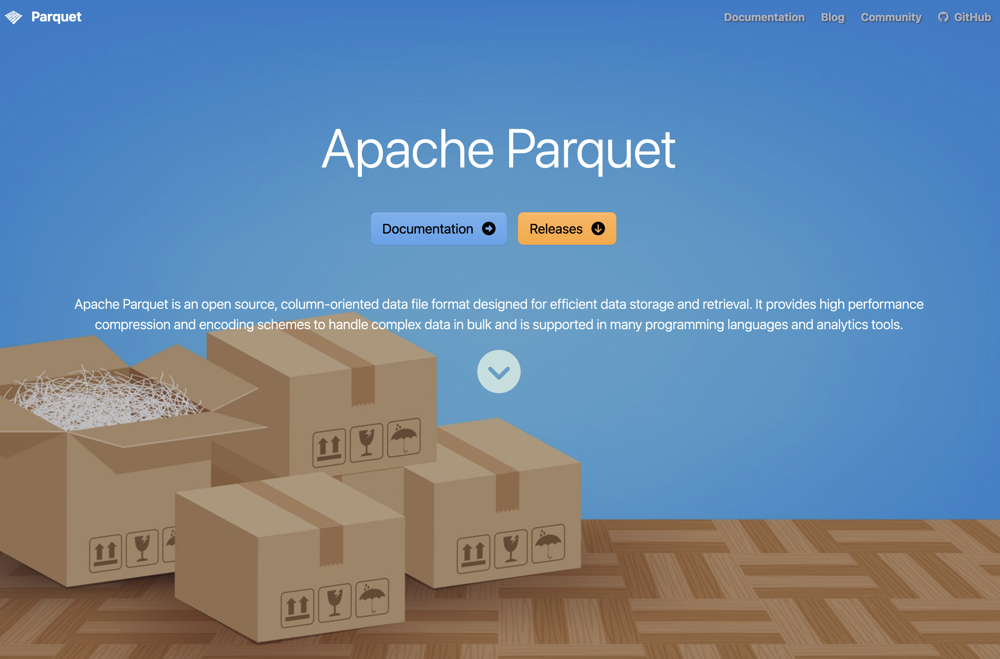 Parquet
Documentation Blog Community GitHub
Apache Parquet
Documentation Releases
Apache Parquet is an open source, column-oriented data file format designed for efficient data storage and retrieval. It provides high performance
compression and encoding schemes to handle complex data in bulk and is supported in many programming languages and analytics tools.